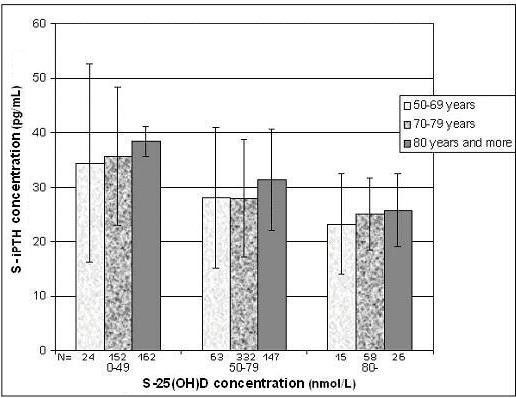 60
50
40
30
20
10
0
S-iPTH concentration (pg/mL)
50-69 years
70-79 years
80 years and more
N= 24 152 162 63 332 147 15 58 26
0-49 50-79 80-
S-25(OH)D concentration (nmol/L)